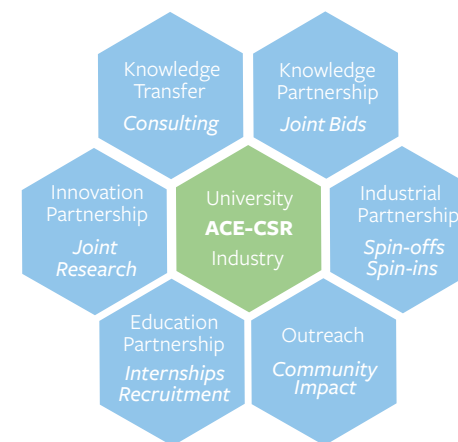 Knowledge
Transfer
Consulting
Knowledge
Partnership
Joint Bids
Innovation
Partnership
Joint
Research
University
ACE-CSR
Industry
Industrial
Partnership
Spin-offs
Spin-ins
Education
Partnership
Internships
Recruitment
Outreach
Community
Impact